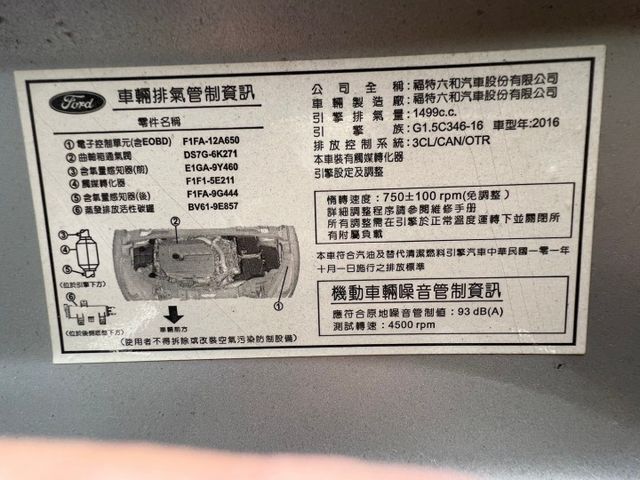 Ford
車輛排氣管制資訊
零件名稱
① 電子控制單元(含EOBD) F1FA-12A650
② 曲軸箱通氣閥 DS7G-6K271
③ 含氧量感知器(前) E1GA-9Y460
④ 觸媒轉化器 F1F1-5E211
⑤ 含氧量感知器(後) F1FA-9G444
⑥ 蒸發排放活性碳罐 BV61-9E857
②
③
④
⑤
(位於引擎下方)
⑥
(位於後側底盤下方)
①
車輛前方
(使用者不得拆除或改裝空氣污染防制設備)
公司全稱:福特六和汽車股份有限公司
車輛製造廠:福特六和汽車股份有限公司
引擎排氣量:1499c.c.
引擎族:G1.5C346-16 車型年:2016
排放控制系統:3CL/CAN/OTR
本車裝有觸媒轉化器
引擎設定及調整
惰轉速度:750±100 rpm(免調整)
詳細調整程序請參閱維修手冊
所有調整需在引擎於正常溫度運轉下並關閉所
有附屬負載
本車符合汽油及替代清潔燃料引擎汽車中華民國一零一年
十月一日施行之排放標準
機動車輛噪音管制資訊
應符合原地噪音管制值:93 dB(A)
測試轉速:4500 rpm